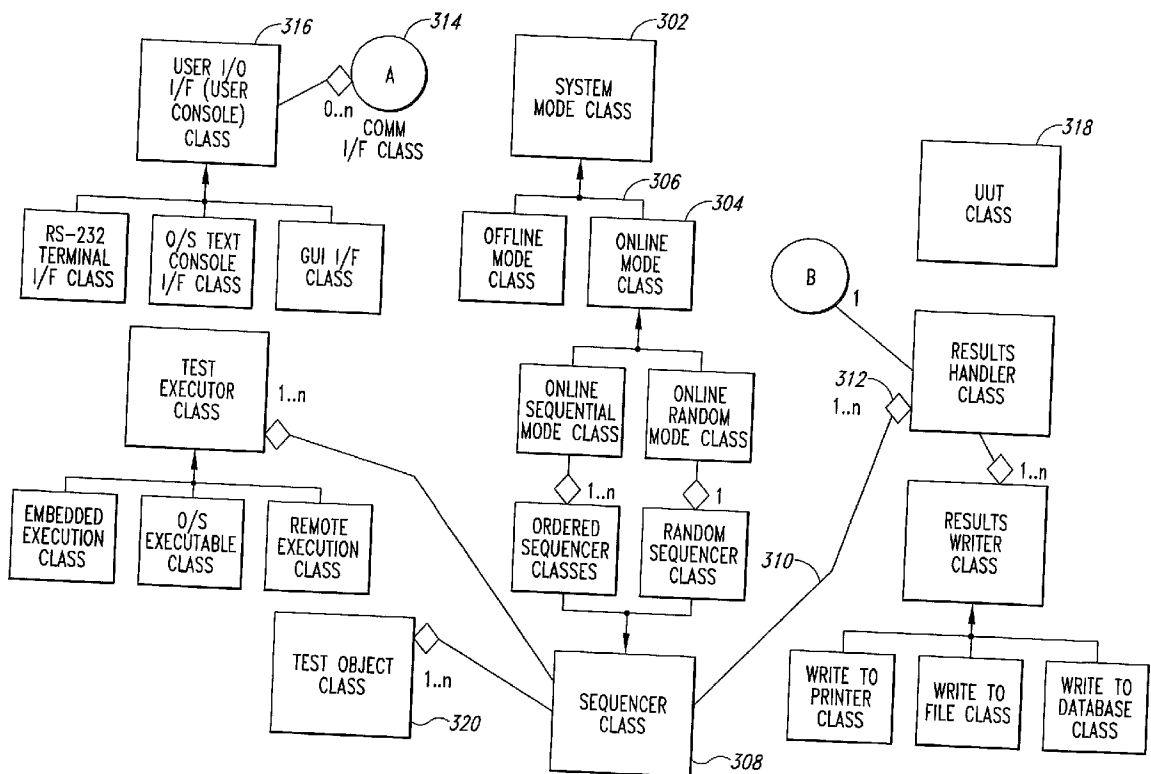 316
USER I/O
I/F (USER
CONSOLE)
CLASS
314
A
0..n
COMM
I/F CLASS
302
SYSTEM
MODE CLASS
318
UUT
CLASS
306
304
RS-232
TERMINAL
I/F CLASS
O/S TEXT
CONSOLE
I/F CLASS
GUI I/F
CLASS
OFFLINE
MODE
CLASS
ONLINE
MODE
CLASS
B
1
TEST
EXECUTOR
CLASS
1..n
ONLINE
SEQUENTIAL
MODE CLASS
ONLINE
RANDOM
MODE CLASS
312
1..n
RESULTS
HANDLER
CLASS
1..n
1
1..n
EMBEDDED
EXECUTION
CLASS
O/S
EXECUTABLE
CLASS
REMOTE
EXECUTION
CLASS
ORDERED
SEQUENCER
CLASSES
RANDOM
SEQUENCER
CLASS
310
RESULTS
WRITER
CLASS
TEST OBJECT
CLASS
1..n
320
SEQUENCER
CLASS
308
WRITE TO
PRINTER
CLASS
WRITE TO
FILE CLASS
WRITE TO
DATABASE
CLASS